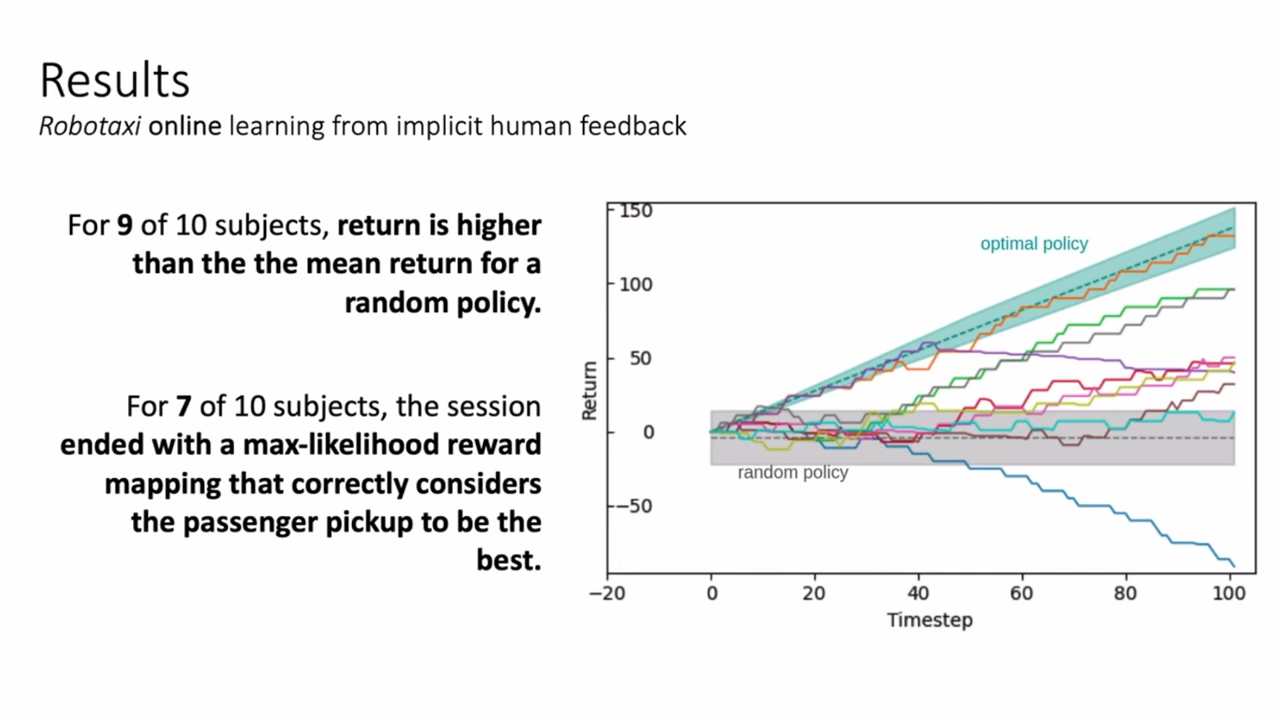 Results
Robotaxi online learning from implicit human feedback
For 9 of 10 subjects, return is higher
than the the mean return for a
random policy.
For 7 of 10 subjects, the session
ended with a max-likelihood reward
mapping that correctly considers
the passenger pickup to be the
best.
150
100
50
0
−50
Return
optimal policy
random policy
−20
0
20
40
60
80
100
Timestep